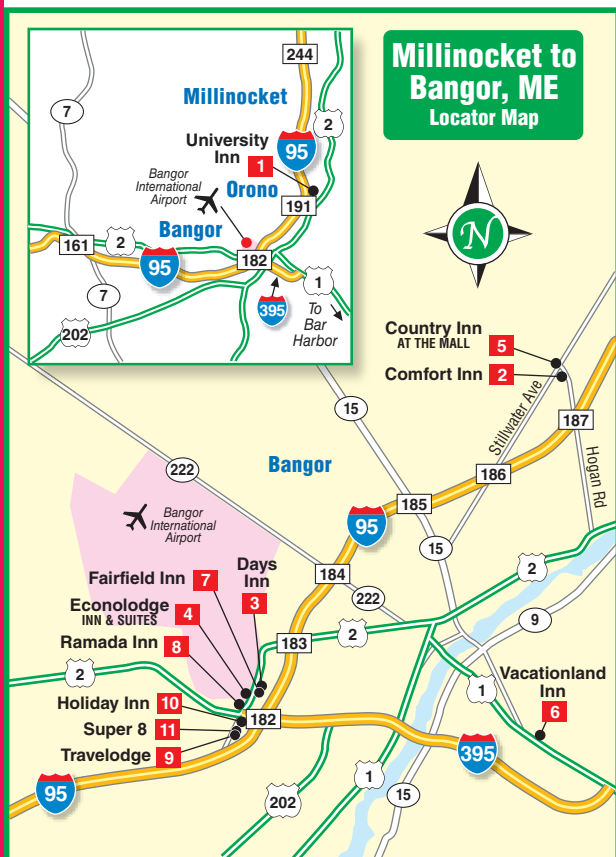 Millinocket to
Bangor, ME
Locator Map
244
7
Millinocket
2
University
Inn
1
95
Bangor
International
Airport
Orono
191
Bangor
161
2
182
95
1
7
395
To
Bar
Harbor
202
N
Country Inn
AT THE MALL
5
Comfort Inn
2
Stillwater Ave
187
15
Hogan Rd
222
Bangor
186
185
95
Bangor
International
Airport
15
184
2
Fairfield Inn
7
Days
Inn
3
222
Econolodge
INN & SUITES
4
9
2
183
Ramada Inn
8
2
Vacationland
Inn
6
1
Holiday Inn
10
182
Super 8
11
Travelodge
9
395
95
1
202
15